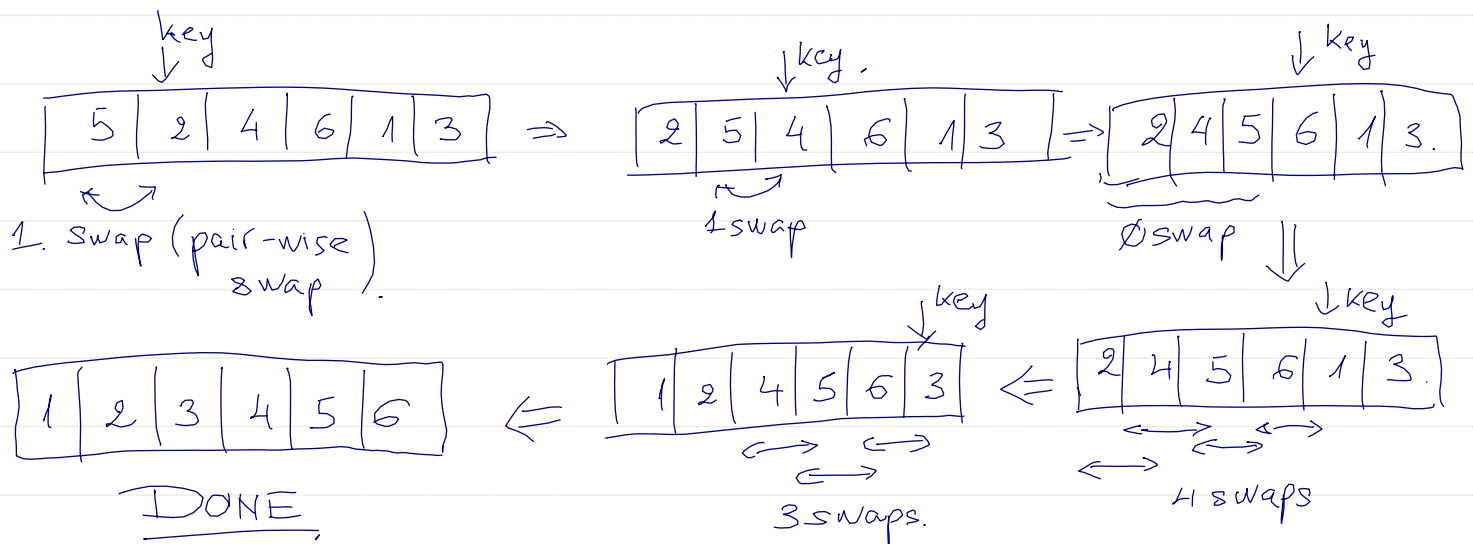 key
5 2 4 6 1 3 ⇒
1. swap (pair-wise
swap).
key.
2 5 4 6 1 3 ⇒
1 swap
key
2 4 5 6 1 3.
∅ swap ⇓
key
2 4 5 6 1 3.
4 swaps
⇐
key
1 2 4 5 6 3
3 swaps.
⇐
1 2 3 4 5 6
DONE.